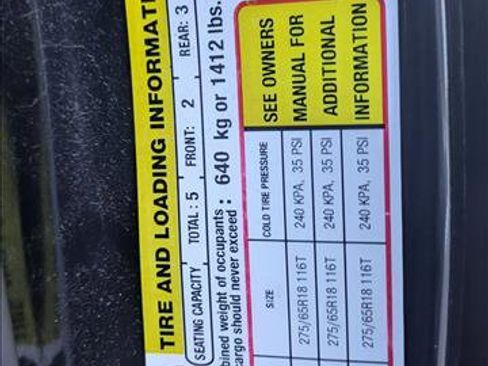 TIRE AND LOADING INFORMATI
SEATING CAPACITY TOTAL : 5 FRONT: 2 REAR: 3
bined weight of occupants
argo should never exceed : 640 kg or 1412 lbs.
SIZE COLD TIRE PRESSURE SEE OWNERS
275/65R18 116T 240 KPA, 35 PSI MANUAL FOR
275/65R18 116T 240 KPA, 35 PSI ADDITIONAL
275/65R18 116T 240 KPA, 35 PSI INFORMATION